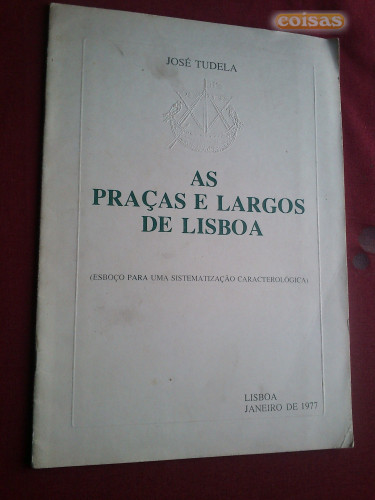 coisas
JOSÉ TUDELA
AS
PRAÇAS E LARGOS
DE LISBOA
(ESBOÇO PARA UMA SISTEMATIZAÇÃO CARACTEROLÓGICA)
LISBOA
JANEIRO DE 1977